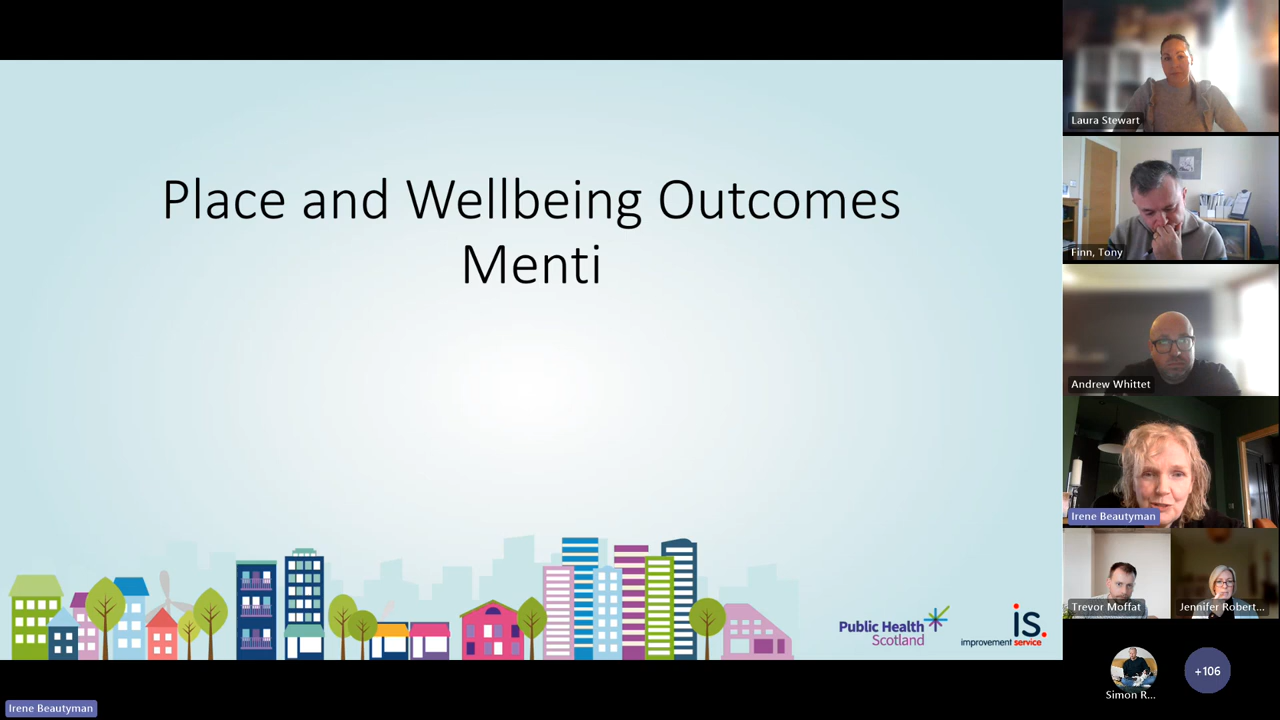 Place and Wellbeing Outcomes
Menti
Public Health
Scotland
is.
improvement service
Irene Beautyman
Laura Stewart
Finn, Tony
Andrew Whittet
Irene Beautyman
Trevor Moffat
Jennifer Robert...
Simon R...
+106